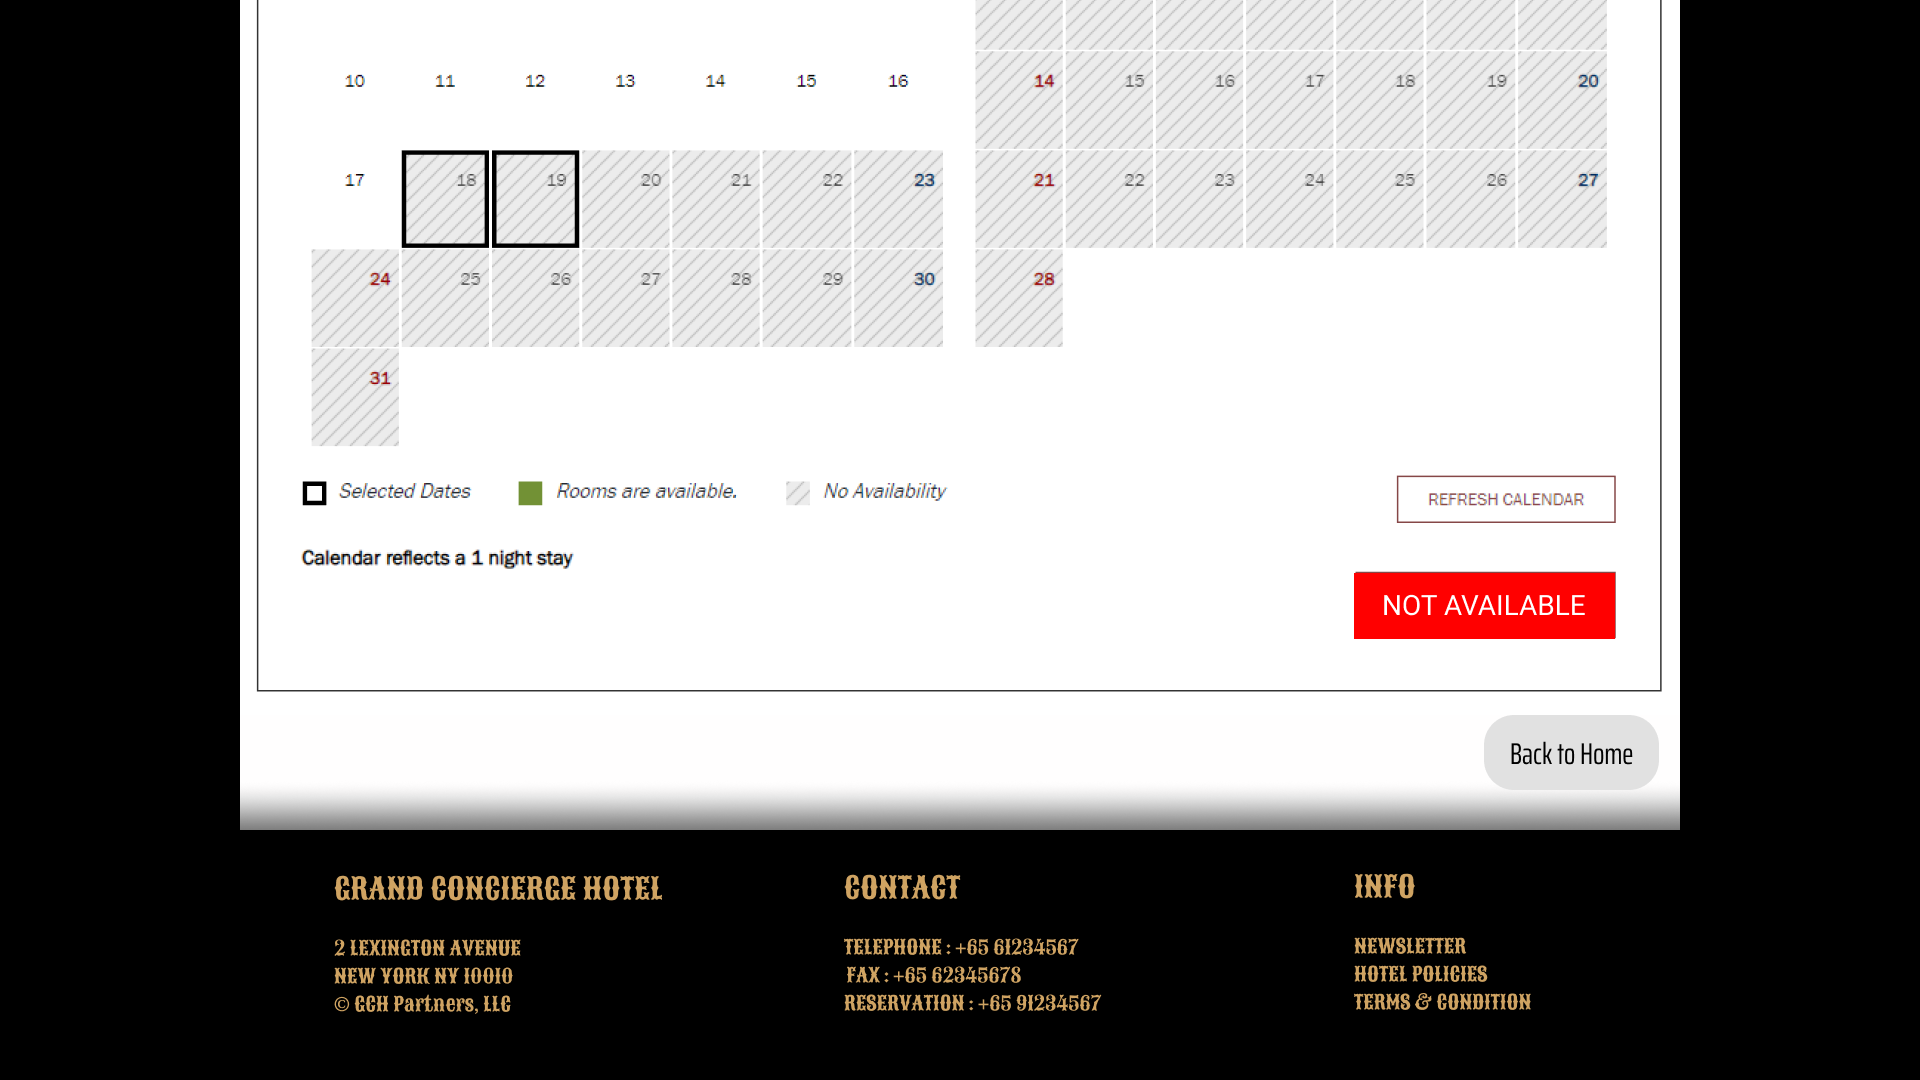 10 11 12 13 14 15 16
14 15 16 17 18 19 20
17 18 19 20 21 22 23
21 22 23 24 25 26 27
24 25 26 27 28 29 30
28
31
Selected Dates
Rooms are available.
No Availability
REFRESH CALENDAR
Calendar reflects a 1 night stay
NOT AVAILABLE
Back to Home
GRAND CONCIERGE HOTEL
2 LEXINGTON AVENUE
NEW YORK NY 10010
© GCH Partners, LLC
CONTACT
TELEPHONE : +65 61234567
FAX : +65 62345678
RESERVATION : +65 91234567
INFO
NEWSLETTER
HOTEL POLICIES
TERMS & CONDITION